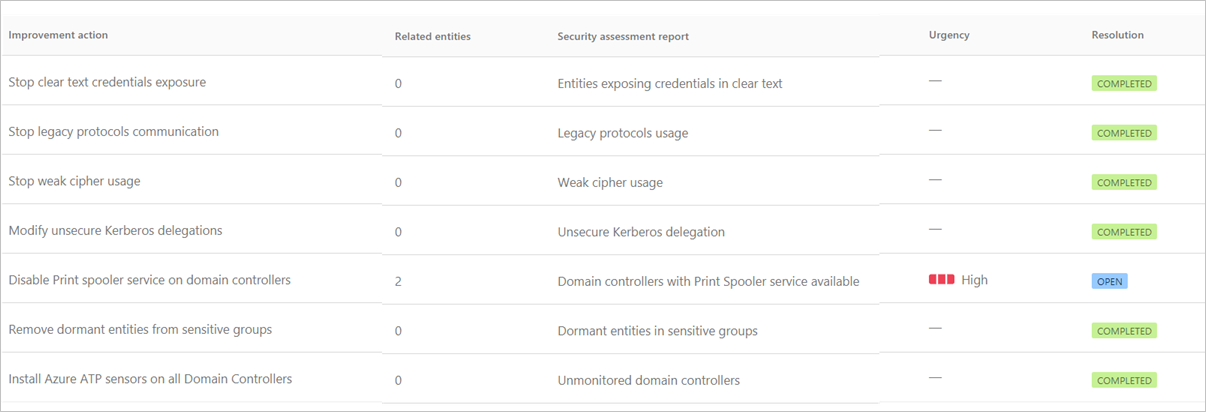 Improvement action Related entities Security assessment report Urgency Resolution
Stop clear text credentials exposure 0 Entities exposing credentials in clear text — COMPLETED
Stop legacy protocols communication 0 Legacy protocols usage — COMPLETED
Stop weak cipher usage 0 Weak cipher usage — COMPLETED
Modify unsecure Kerberos delegations 0 Unsecure Kerberos delegation — COMPLETED
Disable Print spooler service on domain controllers 2 Domain controllers with Print Spooler service available High OPEN
Remove dormant entities from sensitive groups 0 Dormant entities in sensitive groups — COMPLETED
Install Azure ATP sensors on all Domain Controllers 0 Unmonitored domain controllers — COMPLETED